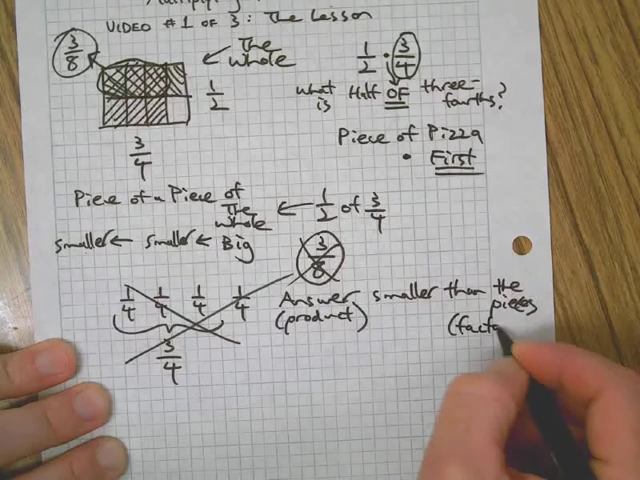 Multiplying
VIDEO #1 OF 3: The Lesson
3/8
← The Whole
1/2
3/4
1/2 · 3/4
what is Half OF three-fourths?
Piece of Pizza
• First
Piece of a Piece of The Whole ← 1/2 of 3/4
smaller ← smaller ← Big
3/8
1/4 1/4 1/4 1/4
3/4
Answer smaller than the pieces
(product) (facto